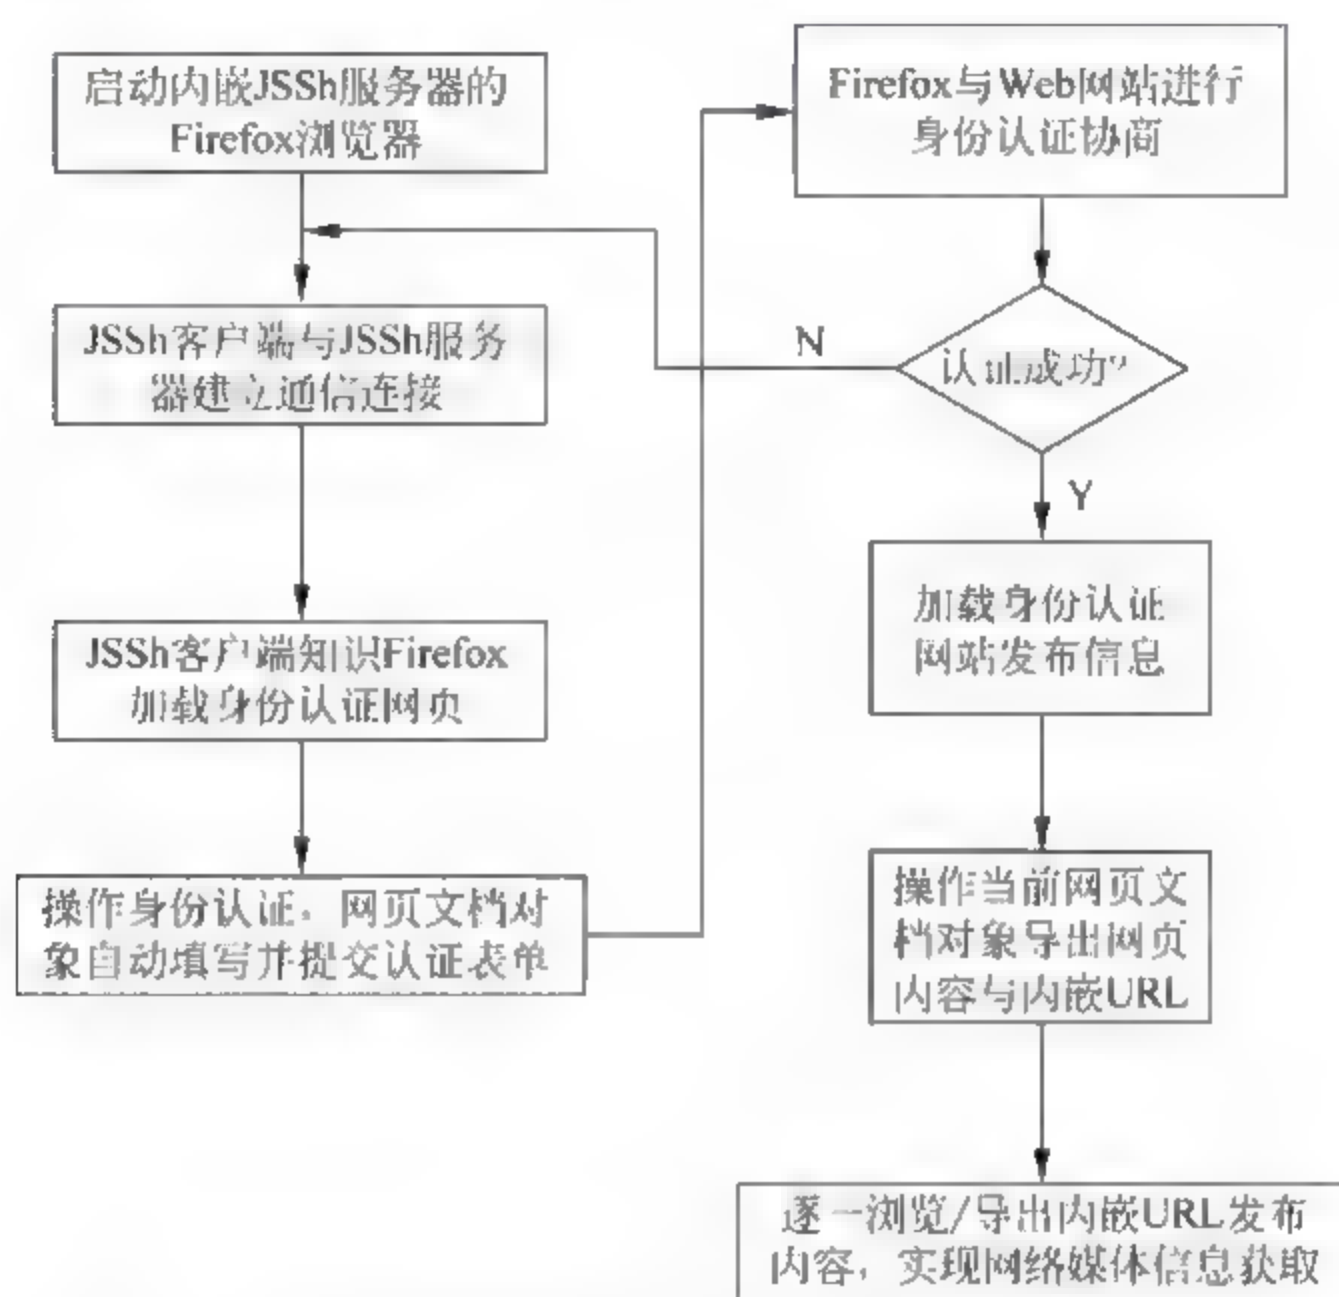 启动内嵌JSSh服务器的
Firefox浏览器
JSSh客户端与JSSh服务
器建立通信连接
JSSh客户端知识Firefox
加载身份认证网页
操作身份认证，网页文档对
象自动填写并提交认证表单
Firefox与Web网站进行
身份认证协商
认证成功?
N
Y
加载身份认证
网站发布信息
操作当前网页文
档对象导出网页
内容与内嵌URL
逐一浏览/导出内嵌URL发布
内容，实现网络媒体信息获取